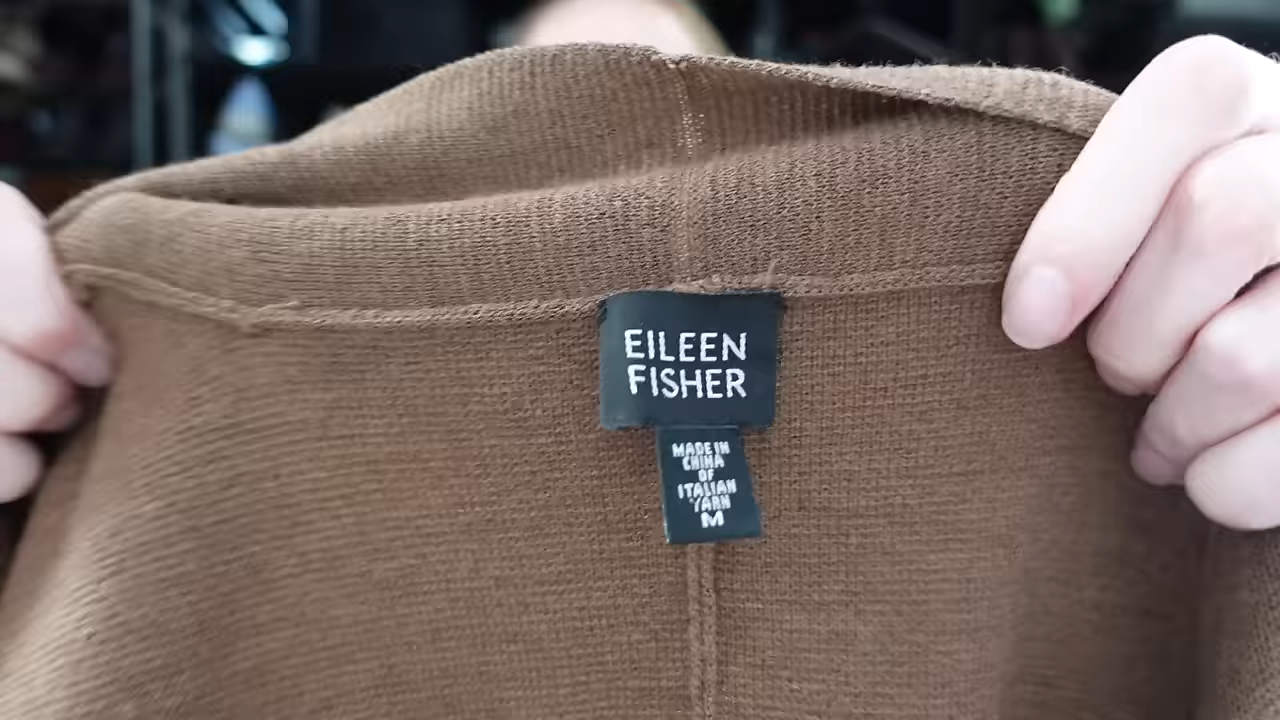 EILEEN
FISHER
MADE IN
CHINA
OF
ITALIAN
YARN
M